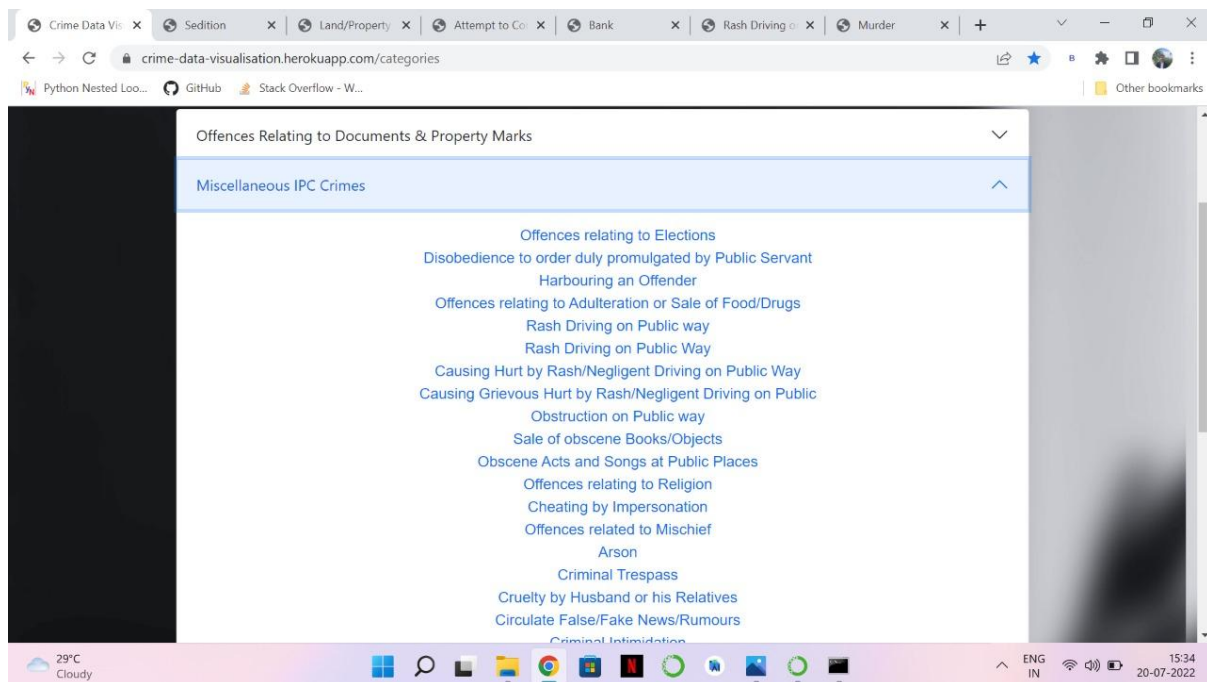 Crime Data Vis Sedition Land/Property Attempt to Co Bank Rash Driving o Murder
crime-data-visualisation.herokuapp.com/categories
B
Python Nested Loo... GitHub Stack Overflow - W... Other bookmarks
Offences Relating to Documents & Property Marks
Miscellaneous IPC Crimes
Offences relating to Elections
Disobedience to order duly promulgated by Public Servant
Harbouring an Offender
Offences relating to Adulteration or Sale of Food/Drugs
Rash Driving on Public way
Rash Driving on Public Way
Causing Hurt by Rash/Negligent Driving on Public Way
Causing Grievous Hurt by Rash/Negligent Driving on Public
Obstruction on Public way
Sale of obscene Books/Objects
Obscene Acts and Songs at Public Places
Offences relating to Religion
Cheating by Impersonation
Offences related to Mischief
Arson
Criminal Trespass
Cruelty by Husband or his Relatives
Circulate False/Fake News/Rumours
Criminal Intimidation
29°C
Cloudy
ENG
IN
15:34
20-07-2022